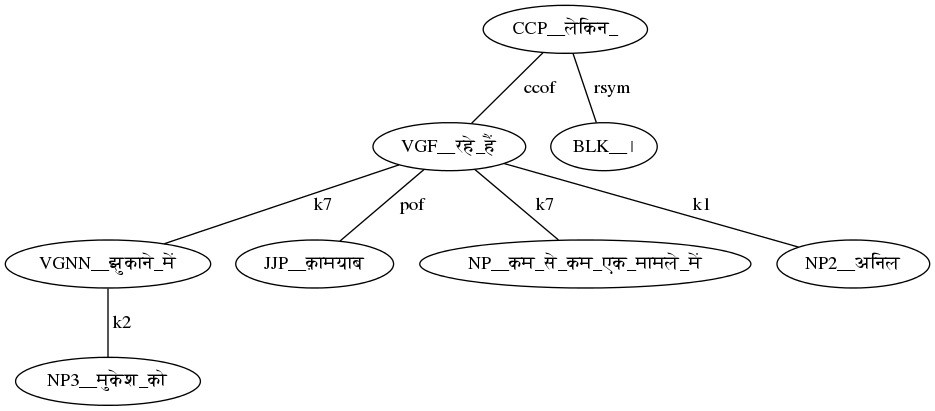 CCP__लेकिन_
ccof
rsym
VGF__रहे_हैं
BLK__।
k7
pof
k7
k1
VGNN__झुकाने_में
JJP__क़ामयाब
NP__कम_से_कम_एक_मामले_में
NP2__अनिल
k2
NP3__मुकेश_को